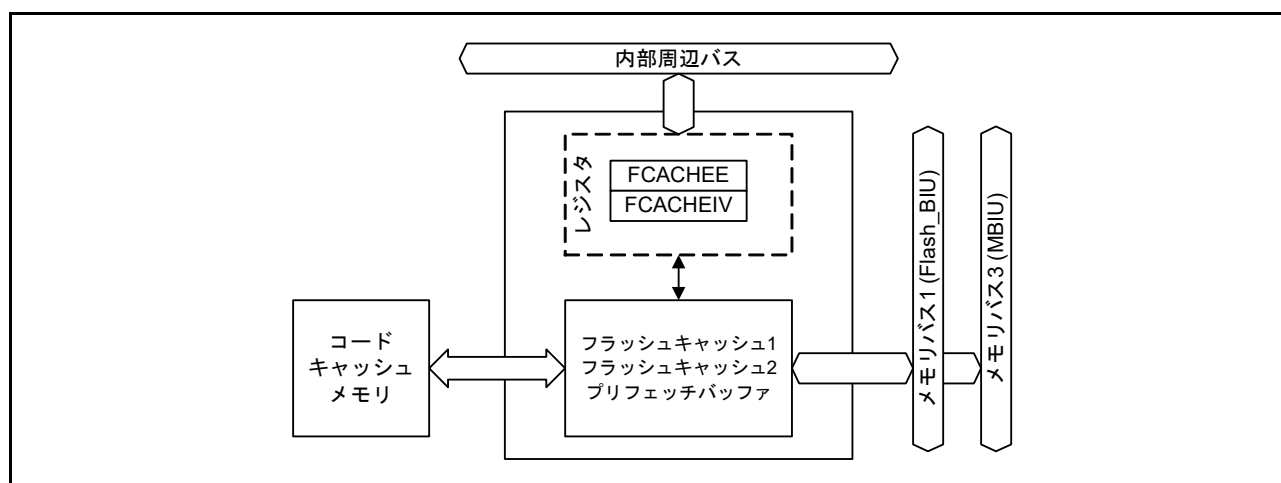 内部周辺バス
レジスタ
FCACHEE
FCACHEIV
コード
キャッシュ
メモリ
フラッシュキャッシュ1
フラッシュキャッシュ2
プリフェッチバッファ
メモリバス1 (Flash_BIU)
メモリバス3 (MBIU)